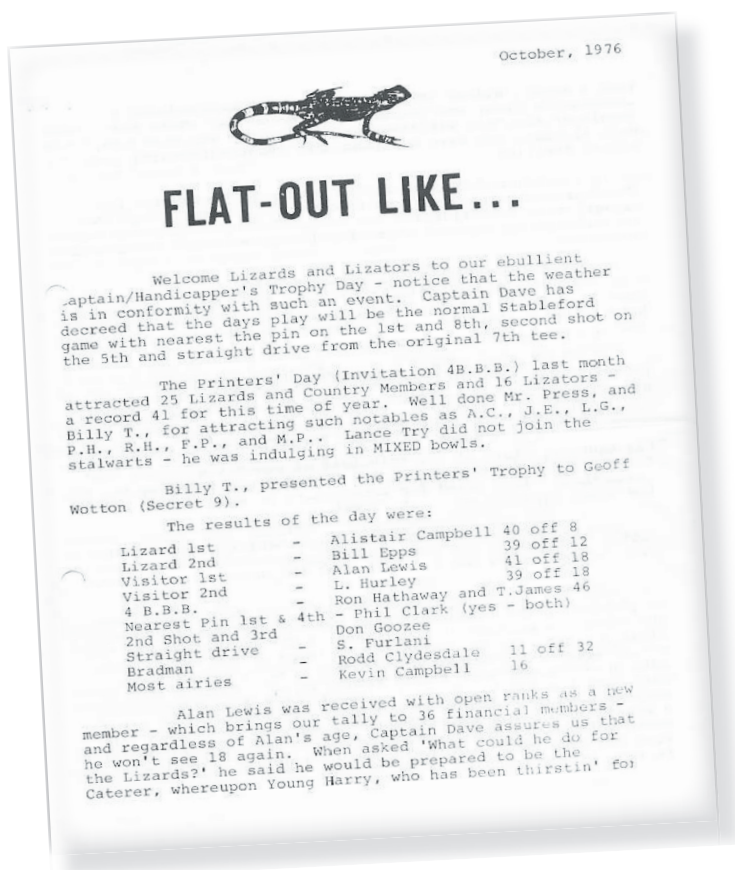 October, 1976
FLAT-OUT LIKE...
Welcome Lizards and Lizators to our ebullient
aptain/Handicapper's Trophy Day - notice that the weather
is in conformity with such an event. Captain Dave has
decreed that the days play will be the normal Stableford
game with nearest the pin on the 1st and 8th, second shot on
the 5th and straight drive from the original 7th tee.
The Printers' Day (Invitation 4B.B.B.) last month
attracted 25 Lizards and Country Members and 16 Lizators -
a record 41 for this time of year. Well done Mr. Press, and
Billy T., for attracting such notables as A.C., J.E., L.G.,
P.H., R.H., F.P., and M.P.. Lance Try did not join the
stalwarts - he was indulging in MIXED bowls.
Billy T., presented the Printers' Trophy to Geoff
Wotton (Secret 9).
The results of the day were:
Lizard 1st - Alistair Campbell 40 off 8
Lizard 2nd - Bill Epps 39 off 12
Visitor 1st - Alan Lewis 41 off 18
Visitor 2nd - L. Hurley 39 off 18
4 B.B.B. - Ron Hathaway and T.James 46
Nearest Pin 1st & 4th - Phil Clark (yes - both)
2nd Shot and 3rd Don Goozee
Straight drive - S. Furlani
Bradman - Rodd Clydesdale 11 off 32
Most airies - Kevin Campbell 16
Alan Lewis was received with open ranks as a new
member - which brings our tally to 36 financial members -
and regardless of Alan's age, Captain Dave assures us that
he won't see 18 again. When asked 'What could he do for
the Lizards?' he said he would be prepared to be the
Caterer, whereupon Young Harry, who has been thirstin' for